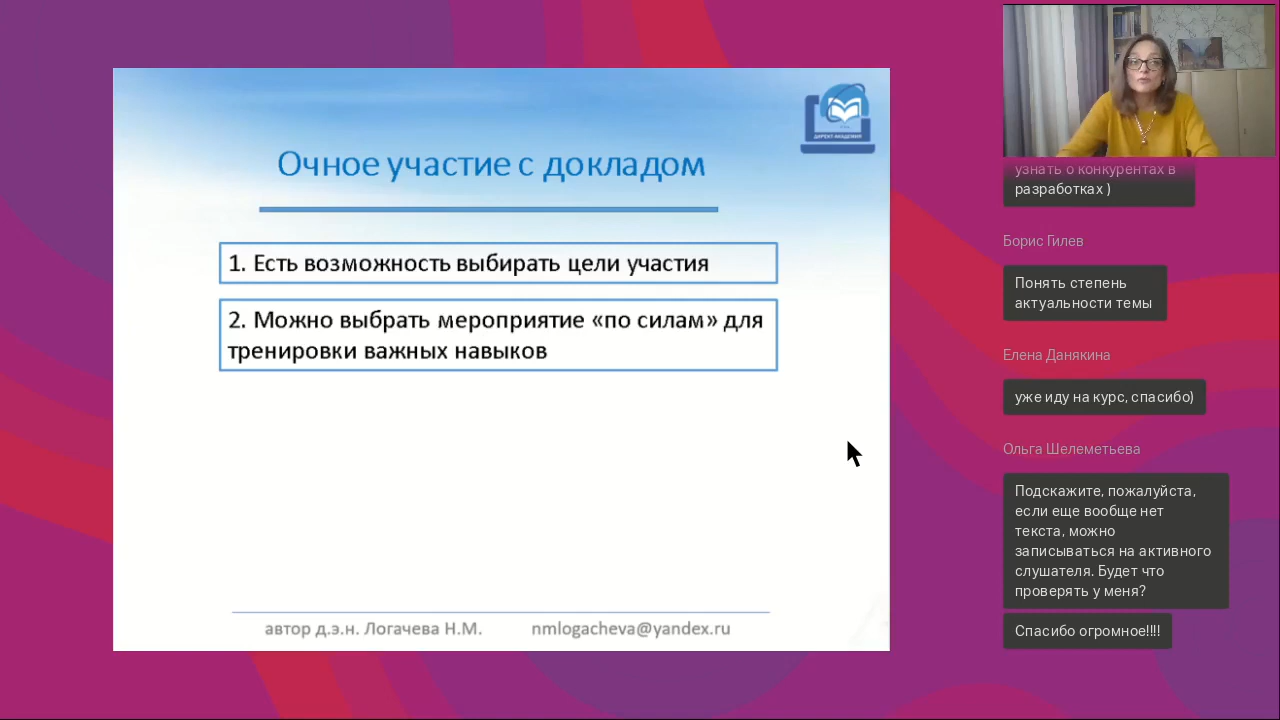 ДИРЕКТ-АКАДЕМИЯ
Очное участие с докладом
1. Есть возможность выбирать цели участия
2. Можно выбрать мероприятие «по силам» для
тренировки важных навыков
автор д.э.н. Логачева Н.М.
nmlogacheva@yandex.ru
узнать о конкурентах в
разработках )
Борис Гилев
Понять степень
актуальности темы
Елена Данякина
уже иду на курс, спасибо)
Ольга Шелеметьева
Подскажите, пожалуйста,
если еще вообще нет
текста, можно
записываться на активного
слушателя. Будет что
проверять у меня?
Спасибо огромное!!!!